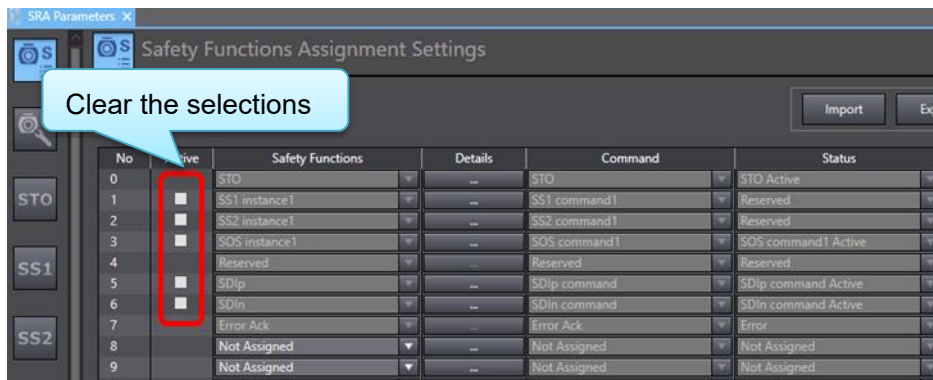 SRA Parameters
S
S Safety Functions Assignment Settings
Clear the selections
Import
No Safety Functions Details Command Status
0 STO ... STO STO Active
STO
1 SS1 instance1 ... SS1 command1 Reserved
2 SS2 instance1 ... SS2 command1 Reserved
3 SOS instance1 ... SOS command1 SOS command1 Active
4 Reserved ... Reserved Reserved
SS1
5 SDIp ... SDIp command SDIp command Active
6 SDIn ... SDIn command SDIn command Active
7 Error Ack ... Error Ack Error
SS2
8 Not Assigned ... Not Assigned Not Assigned
9 Not Assigned ... Not Assigned Not Assigned